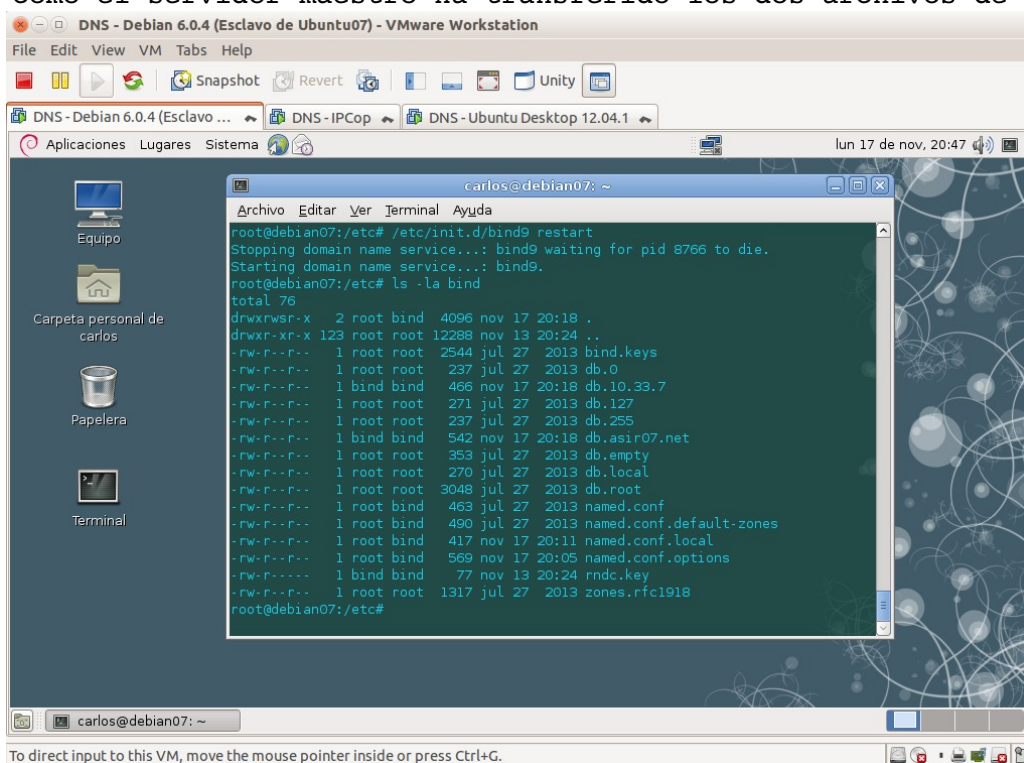 como el servidor maestro ha transferido los dos archivos de
DNS - Debian 6.0.4 (Esclavo de Ubuntu07) - VMware Workstation
File Edit View VM Tabs Help
Snapshot Revert Unity
DNS - Debian 6.0.4 (Esclavo ... DNS - IPCop DNS - Ubuntu Desktop 12.04.1
Aplicaciones Lugares Sistema lun 17 de nov, 20:47
carlos@debian07: ~
Archivo Editar Ver Terminal Ayuda
root@debian07:/etc# /etc/init.d/bind9 restart
Stopping domain name service...: bind9 waiting for pid 8766 to die.
Starting domain name service...: bind9.
root@debian07:/etc# ls -la bind
total 76
drwxrwsr-x 2 root bind 4096 nov 17 20:18 .
drwxr-xr-x 123 root root 12288 nov 13 20:24 ..
-rw-r--r-- 1 root root 2544 jul 27 2013 bind.keys
-rw-r--r-- 1 root root 237 jul 27 2013 db.0
-rw-r--r-- 1 bind bind 466 nov 17 20:18 db.10.33.7
-rw-r--r-- 1 root root 271 jul 27 2013 db.127
-rw-r--r-- 1 root root 237 jul 27 2013 db.255
-rw-r--r-- 1 bind bind 542 nov 17 20:18 db.asir07.net
-rw-r--r-- 1 root root 353 jul 27 2013 db.empty
-rw-r--r-- 1 root root 270 jul 27 2013 db.local
-rw-r--r-- 1 root root 3048 jul 27 2013 db.root
-rw-r--r-- 1 root bind 463 jul 27 2013 named.conf
-rw-r--r-- 1 root bind 490 jul 27 2013 named.conf.default-zones
-rw-r--r-- 1 root bind 417 nov 17 20:11 named.conf.local
-rw-r--r-- 1 root bind 569 nov 17 20:05 named.conf.options
-rw-r----- 1 bind bind 77 nov 13 20:24 rndc.key
-rw-r--r-- 1 root root 1317 jul 27 2013 zones.rfc1918
root@debian07:/etc#
Equipo
Carpeta personal de
carlos
Papelera
Terminal
carlos@debian07: ~
To direct input to this VM, move the mouse pointer inside or press Ctrl+G.